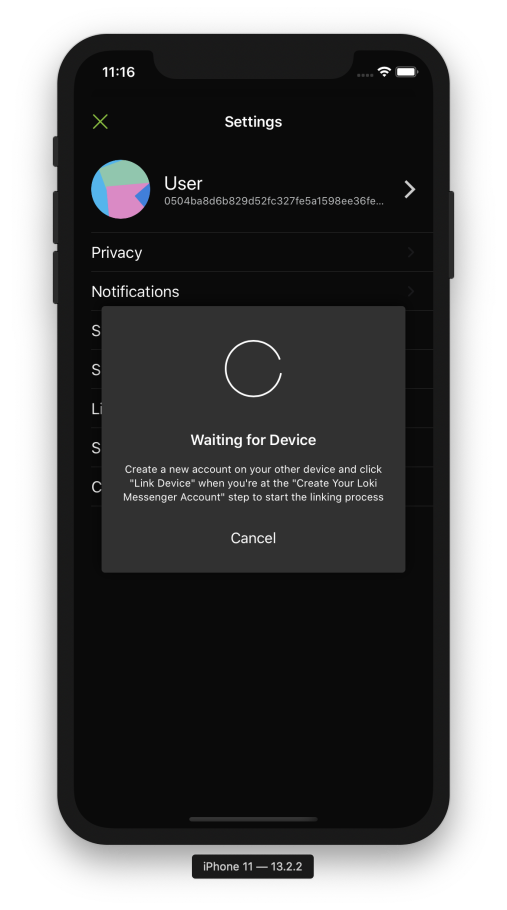 11:16
Settings
User
0504ba8d6b829d52fc327fe5a1598ee36fe...
Privacy
Notifications
S
S
Li
S
C
Waiting for Device
Create a new account on your other device and click
"Link Device" when you're at the "Create Your Loki
Messenger Account" step to start the linking process
Cancel
iPhone 11 — 13.2.2